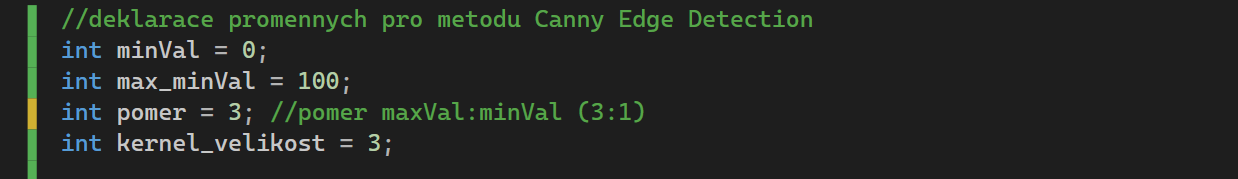 //deklarace promennych pro metodu Canny Edge Detection
int minVal = 0;
int max_minVal = 100;
int pomer = 3; //pomer maxVal:minVal (3:1)
int kernel_velikost = 3;